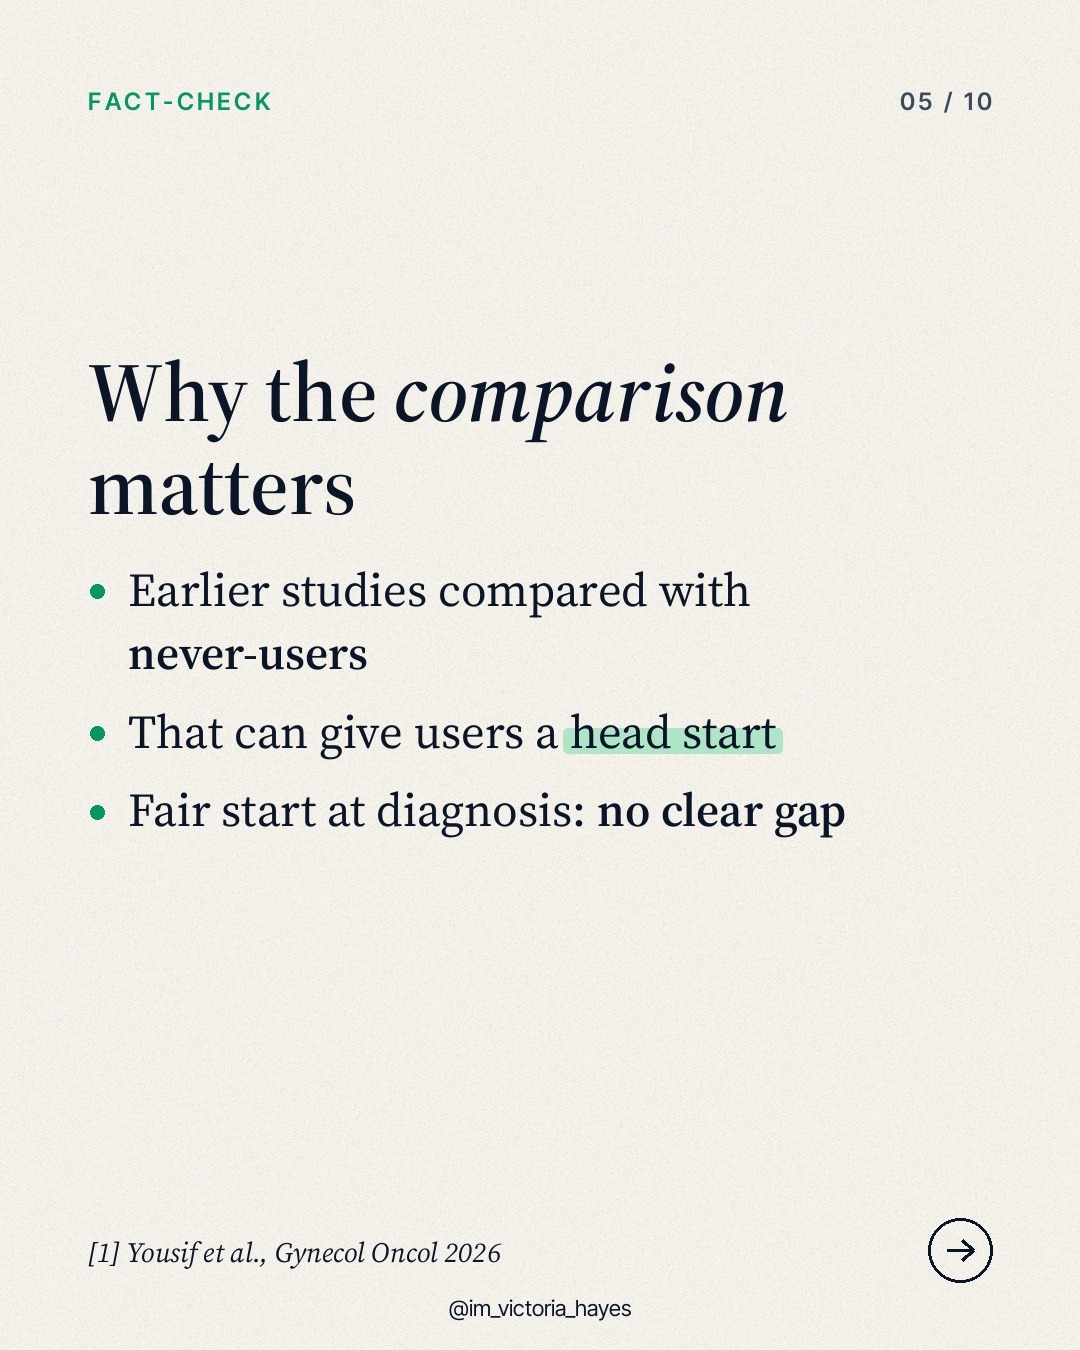 FACT-CHECK
05 / 10
Why the comparison
matters
Earlier studies compared with
never-users
That can give users a head start
Fair start at diagnosis: no clear gap
[1] Yousif et al., Gynecol Oncol 2026
@im_victoria_hayes